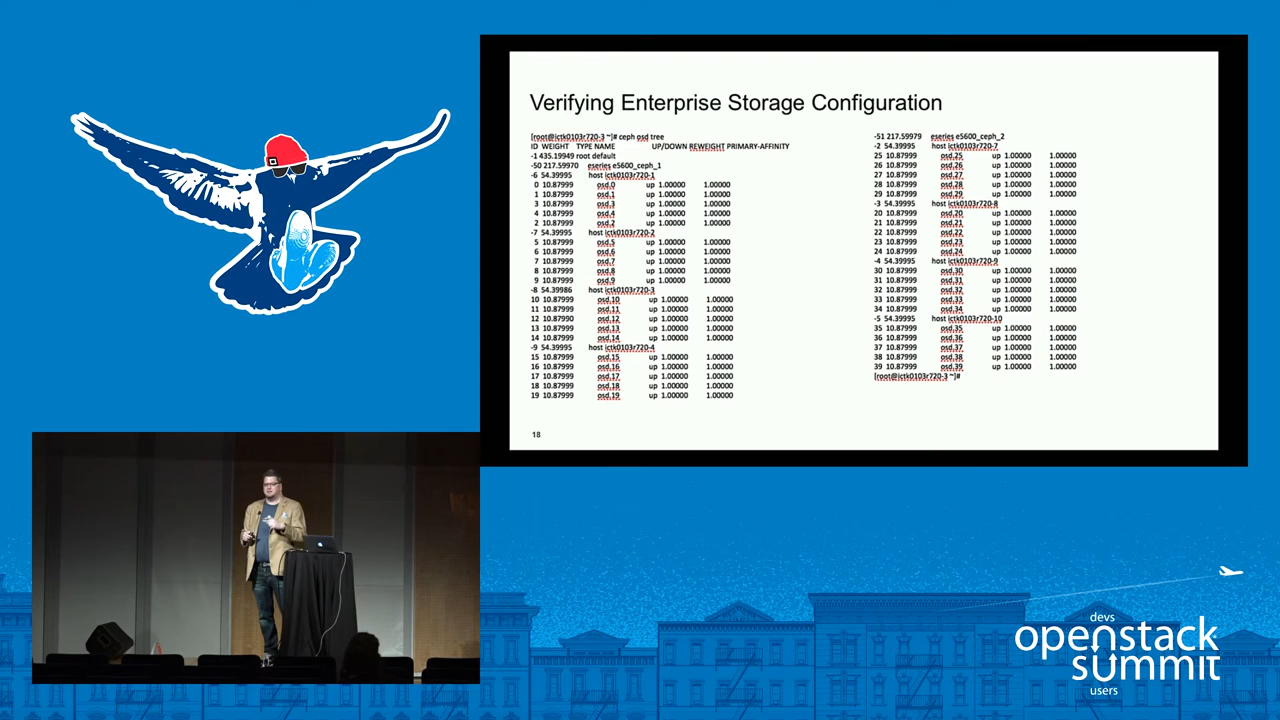 Verifying Enterprise Storage Configuration
[root@ictk0103r720-3 ~]# ceph osd tree
ID WEIGHT TYPE NAME UP/DOWN REWEIGHT PRIMARY-AFFINITY
-1 435.19949 root default
-50 217.59970 eseries e5600_ceph_1
-6 54.39995 host ictk0103r720-1
0 10.87999 osd.0 up 1.00000 1.00000
1 10.87999 osd.1 up 1.00000 1.00000
3 10.87999 osd.3 up 1.00000 1.00000
4 10.87999 osd.4 up 1.00000 1.00000
2 10.87999 osd.2 up 1.00000 1.00000
-7 54.39995 host ictk0103r720-2
5 10.87999 osd.5 up 1.00000 1.00000
6 10.87999 osd.6 up 1.00000 1.00000
7 10.87999 osd.7 up 1.00000 1.00000
8 10.87999 osd.8 up 1.00000 1.00000
9 10.87999 osd.9 up 1.00000 1.00000
-8 54.39986 host ictk0103r720-3
10 10.87999 osd.10 up 1.00000 1.00000
11 10.87999 osd.11 up 1.00000 1.00000
12 10.87990 osd.12 up 1.00000 1.00000
13 10.87999 osd.13 up 1.00000 1.00000
14 10.87999 osd.14 up 1.00000 1.00000
-9 54.39995 host ictk0103r720-4
15 10.87999 osd.15 up 1.00000 1.00000
16 10.87999 osd.16 up 1.00000 1.00000
17 10.87999 osd.17 up 1.00000 1.00000
18 10.87999 osd.18 up 1.00000 1.00000
19 10.87999 osd.19 up 1.00000 1.00000
-51 217.59979 eseries e5600_ceph_2
-2 54.39995 host ictk0103r720-7
25 10.87999 osd.25 up 1.00000 1.00000
26 10.87999 osd.26 up 1.00000 1.00000
27 10.87999 osd.27 up 1.00000 1.00000
28 10.87999 osd.28 up 1.00000 1.00000
29 10.87999 osd.29 up 1.00000 1.00000
-3 54.39995 host ictk0103r720-8
20 10.87999 osd.20 up 1.00000 1.00000
21 10.87999 osd.21 up 1.00000 1.00000
22 10.87999 osd.22 up 1.00000 1.00000
23 10.87999 osd.23 up 1.00000 1.00000
24 10.87999 osd.24 up 1.00000 1.00000
-4 54.39995 host ictk0103r720-9
30 10.87999 osd.30 up 1.00000 1.00000
31 10.87999 osd.31 up 1.00000 1.00000
32 10.87999 osd.32 up 1.00000 1.00000
33 10.87999 osd.33 up 1.00000 1.00000
34 10.87999 osd.34 up 1.00000 1.00000
-5 54.39995 host ictk0103r720-10
35 10.87999 osd.35 up 1.00000 1.00000
36 10.87999 osd.36 up 1.00000 1.00000
37 10.87999 osd.37 up 1.00000 1.00000
38 10.87999 osd.38 up 1.00000 1.00000
39 10.87999 osd.39 up 1.00000 1.00000
[root@ictk0103r720-3 ~]#
18
devs
openstack
summit
users